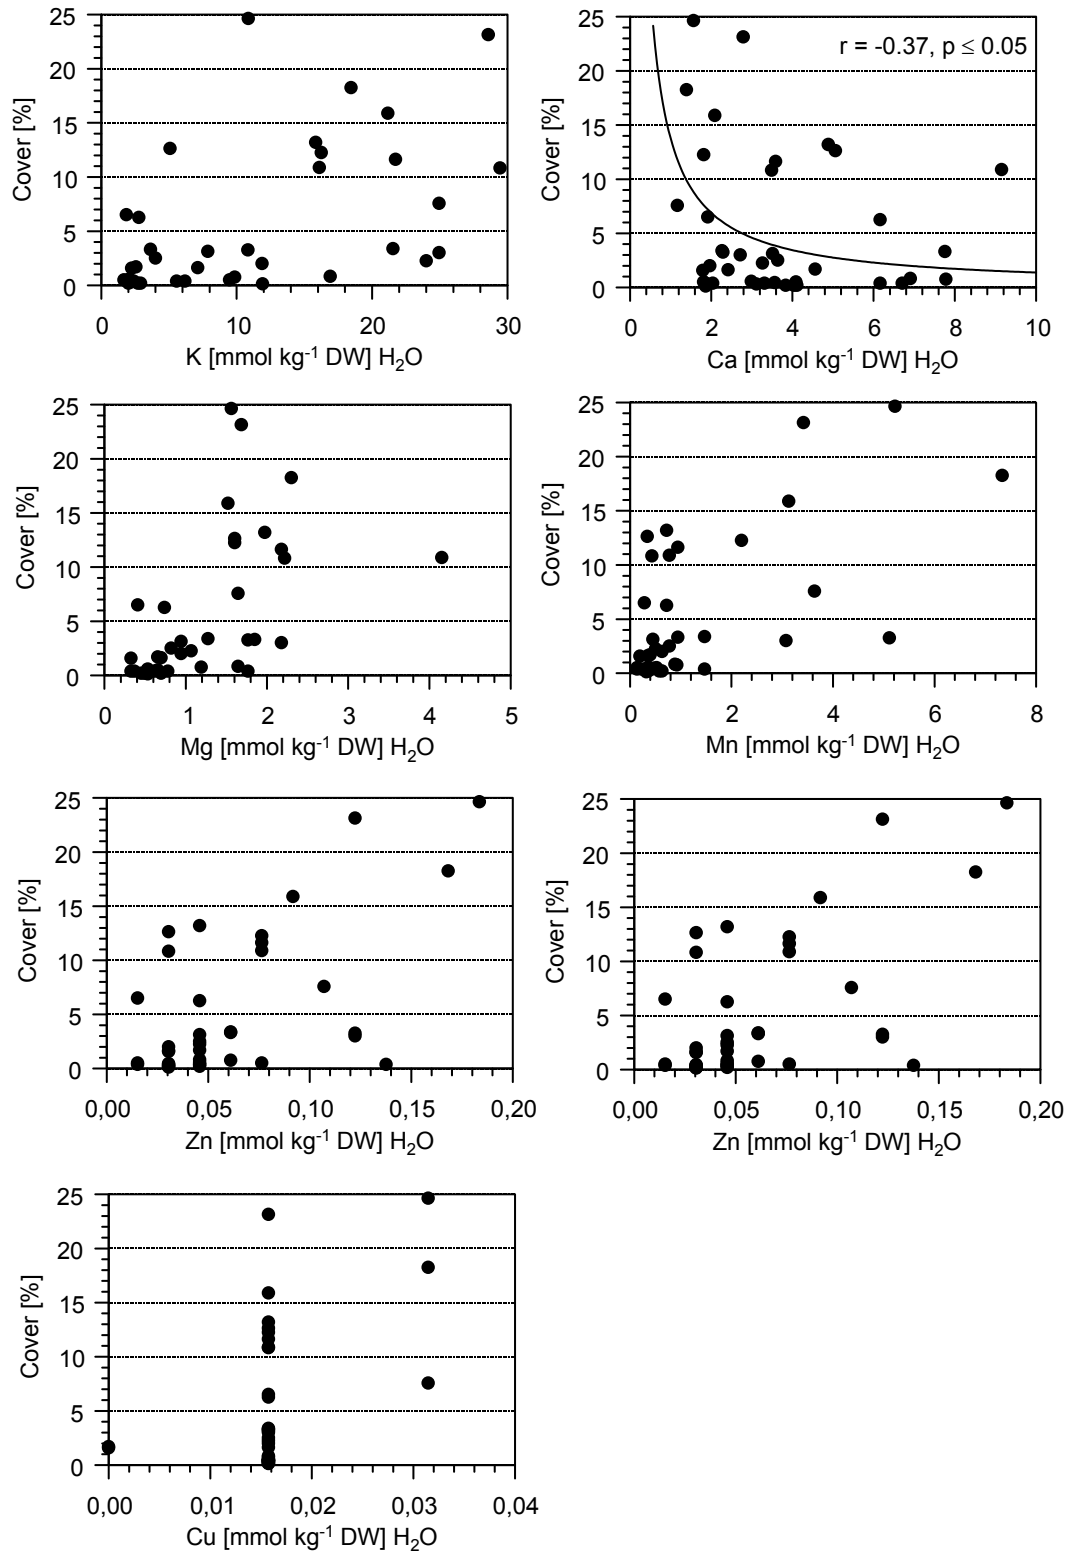 25
20
15
10
5
0
Cover [%]
0 10 20 30
K [mmol kg-1 DW] H2O
25
20
15
10
5
0
Cover [%]
r = -0.37, p ≤ 0.05
0 2 4 6 8 10
Ca [mmol kg-1 DW] H2O
25
20
15
10
5
0
Cover [%]
0 1 2 3 4 5
Mg [mmol kg-1 DW] H2O
25
20
15
10
5
0
Cover [%]
0 2 4 6 8
Mn [mmol kg-1 DW] H2O
25
20
15
10
5
0
Cover [%]
0,00 0,05 0,10 0,15 0,20
Zn [mmol kg-1 DW] H2O
25
20
15
10
5
0
Cover [%]
0,00 0,05 0,10 0,15 0,20
Zn [mmol kg-1 DW] H2O
25
20
15
10
5
0
Cover [%]
0,00 0,01 0,02 0,03 0,04
Cu [mmol kg-1 DW] H2O